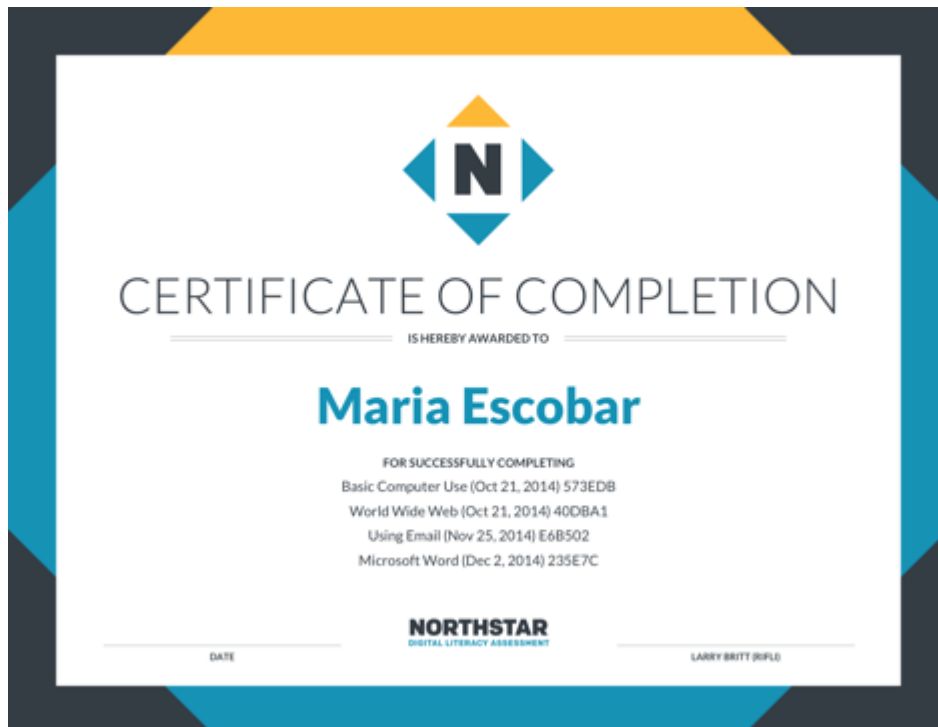 N
CERTIFICATE OF COMPLETION
IS HEREBY AWARDED TO
Maria Escobar
FOR SUCCESSFULLY COMPLETING
Basic Computer Use (Oct 21, 2014) 573EDB
World Wide Web (Oct 21, 2014) 40DBA1
Using Email (Nov 25, 2014) E6B502
Microsoft Word (Dec 2, 2014) 235E7C
NORTHSTAR
DIGITAL LITERACY ASSESSMENT
DATE
LARRY BRITT (RIFLI)